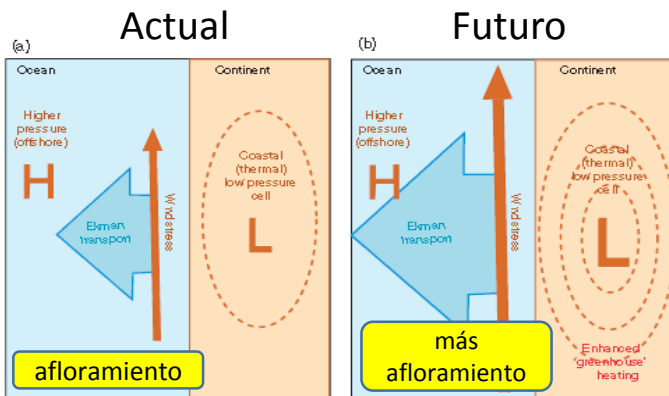 Actual
Futuro
(a)
Ocean
Continent
Higher
pressure
(offshore)
H
Ekman
transport
Wind stress
Coastal
(thermal)
low pressure
cell
L
afloramiento
(b)
Ocean
Continent
Higher
pressure
(offshore)
H
Ekman
transport
Wind stress
Coastal
(thermal)
low pressure
cell
L
Enhanced
'greenhouse'
heating
más
afloramiento